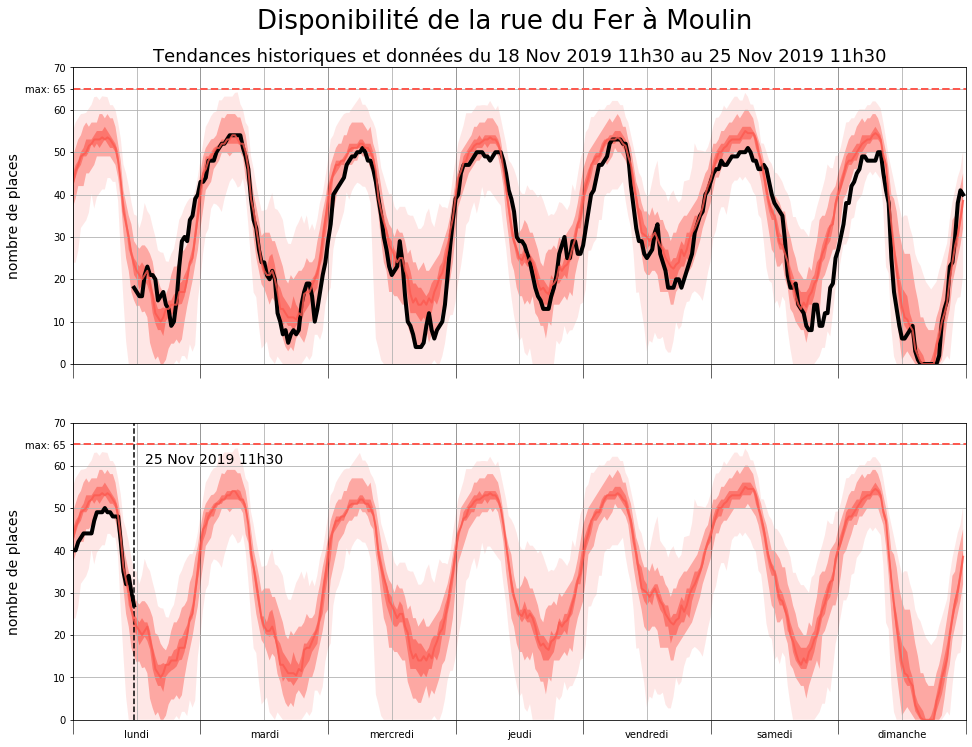 Disponibilité de la rue du Fer à Moulin
Tendances historiques et données du 18 Nov 2019 11h30 au 25 Nov 2019 11h30
70
max: 65
60
50
40
30
20
10
0
nombre de places
70
max: 65
60
50
40
30
20
10
0
nombre de places
25 Nov 2019 11h30
lundi mardi mercredi jeudi vendredi samedi dimanche